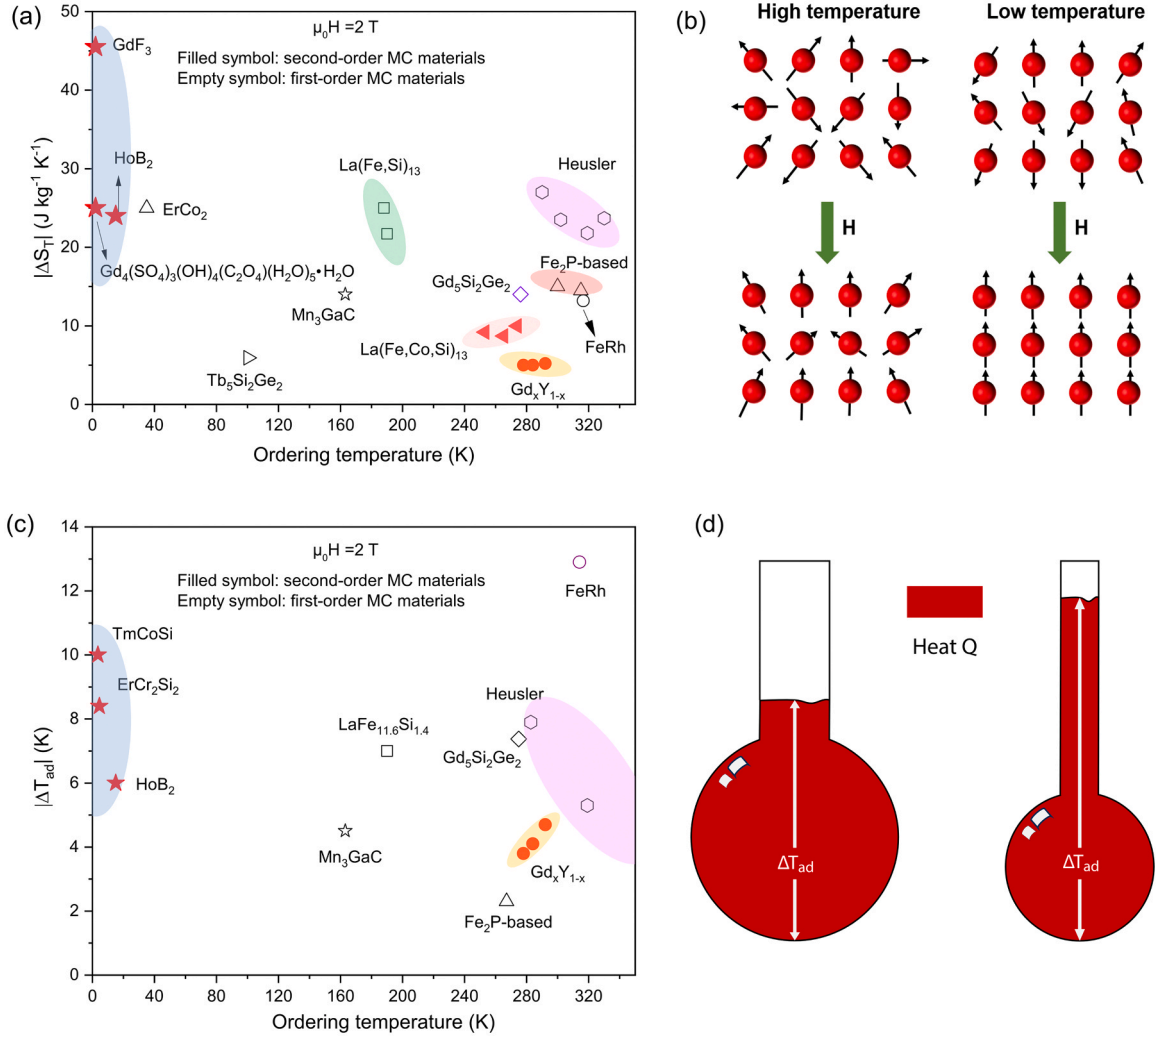 (a)
50
40
30
20
10
0
|ΔS_T| (J kg⁻¹ K⁻¹)
μ₀H =2 T
Filled symbol: second-order MC materials
Empty symbol: first-order MC materials
GdF₃
HoB₂
ErCo₂
La(Fe,Si)₁₃
Heusler
Gd₄(SO₄)₃(OH)₄(C₂O₄)(H₂O)₅•H₂O
Fe₂P-based
Gd₅Si₂Ge₂
Mn₃GaC
La(Fe,Co,Si)₁₃
FeRh
Tb₅Si₂Ge₂
GdₓY₁₋ₓ
0 40 80 120 160 200 240 280 320
Ordering temperature (K)
(b)
High temperature
Low temperature
H
H
(c)
14
12
10
8
6
4
2
0
|ΔT_ad| (K)
μ₀H =2 T
Filled symbol: second-order MC materials
Empty symbol: first-order MC materials
FeRh
TmCoSi
ErCr₂Si₂
Heusler
LaFe₁₁.₆Si₁.₄
Gd₅Si₂Ge₂
HoB₂
Mn₃GaC
GdₓY₁₋ₓ
Fe₂P-based
0 40 80 120 160 200 240 280 320
Ordering temperature (K)
(d)
Heat Q
ΔT_ad
ΔT_ad